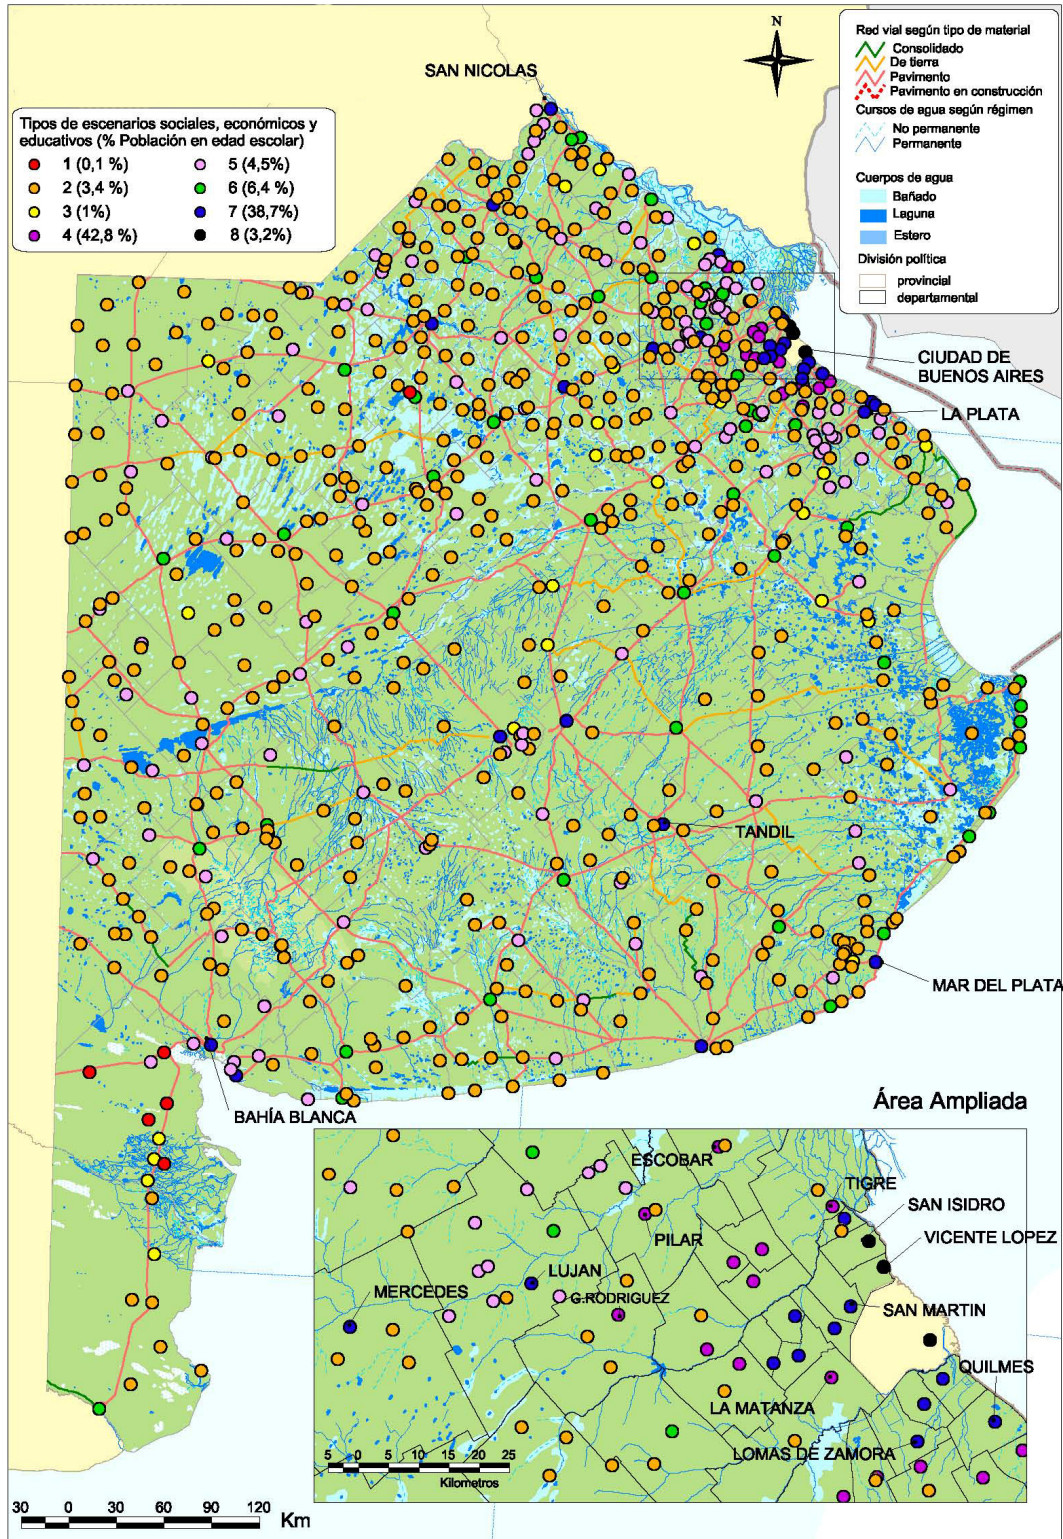 N
SAN NICOLAS
Red vial según tipo de material
Consolidado
De tierra
Pavimento
Pavimento en construcción
Cursos de agua según régimen
No permanente
Permanente
Cuerpos de agua
Bañado
Laguna
Estero
División política
provincial
departamental
Tipos de escenarios sociales, económicos y
educativos (% Población en edad escolar)
1 (0,1 %)
2 (3,4 %)
3 (1%)
4 (42,8 %)
5 (4,5%)
6 (6,4 %)
7 (38,7%)
8 (3,2%)
CIUDAD DE
BUENOS AIRES
LA PLATA
TANDIL
MAR DEL PLATA
BAHÍA BLANCA
Área Ampliada
ESCOBAR
TIGRE
SAN ISIDRO
VICENTE LOPEZ
PILAR
LUJAN
MERCEDES
G.RODRIGUEZ
SAN MARTIN
QUILMES
LA MATANZA
LOMAS DE ZAMORA
5 0 5 10 15 20 25
Kilometros
30 0 30 60 90 120
Km